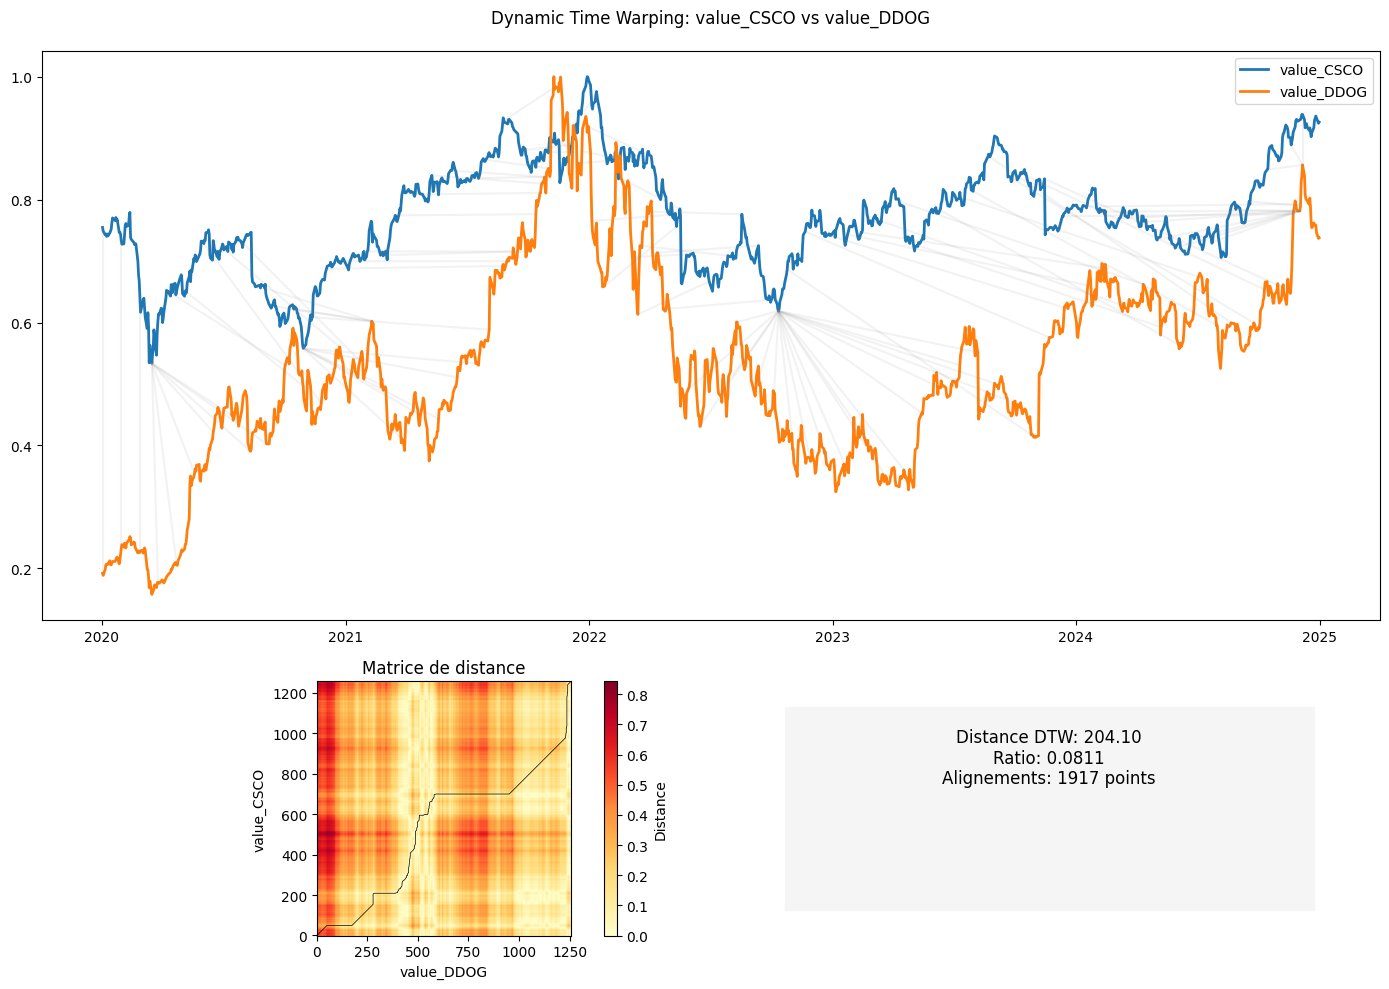 Dynamic Time Warping: value_CSCO vs value_DDOG
value_CSCO
value_DDOG
1.0
0.8
0.6
0.4
0.2
2020 2021 2022 2023 2024 2025
Matrice de distance
1200
1000
800
600
400
200
0
value_CSCO
0 250 500 750 1000 1250
value_DDOG
0.8
0.7
0.6
0.5
0.4
0.3
0.2
0.1
0.0
Distance
Distance DTW: 204.10
Ratio: 0.0811
Alignements: 1917 points